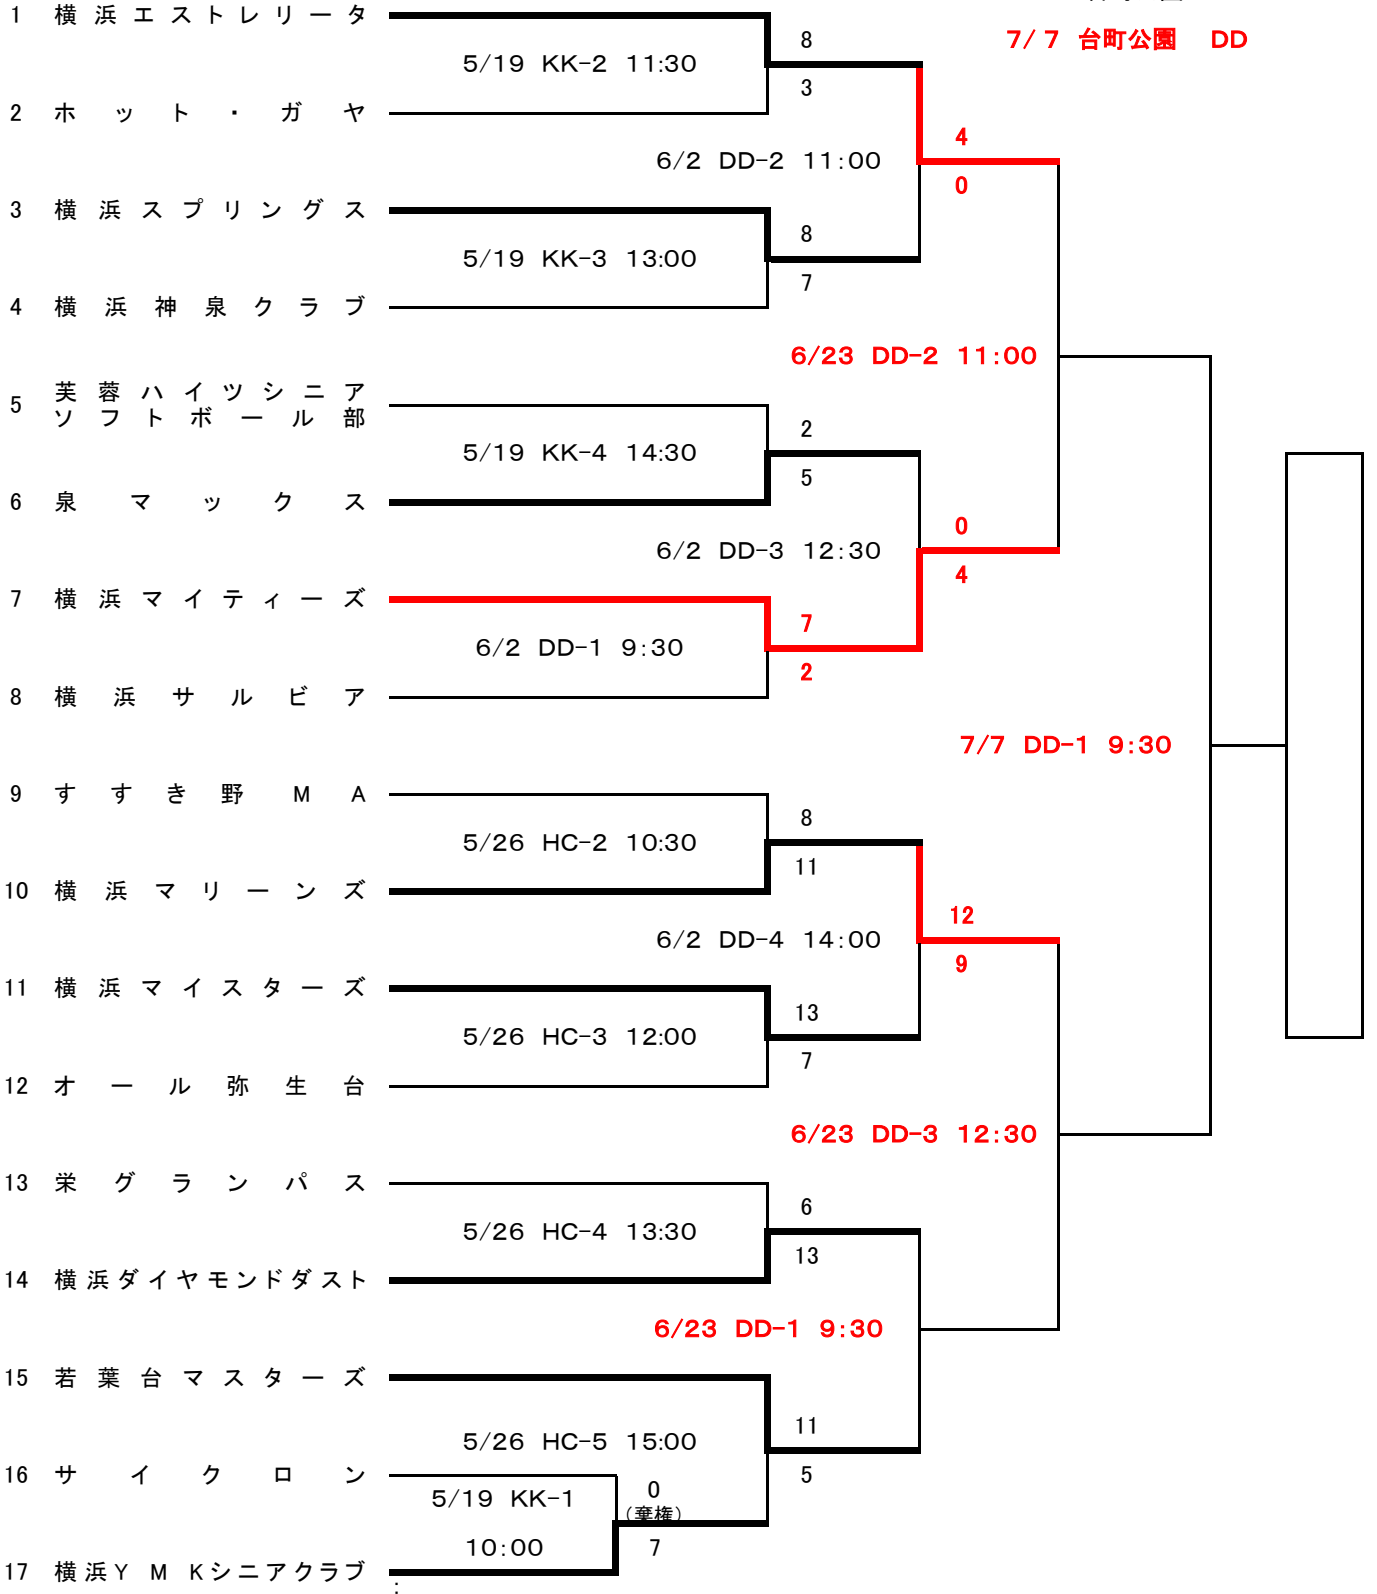 7/ 7 台町公園 DD
1 横浜エストレリータ
8
5/19 KK-2 11:30
3
2 ホット・ガヤ
4
6/2 DD-2 11:00
0
3 横浜スプリングス
8
5/19 KK-3 13:00
7
4 横浜神泉クラブ
6/23 DD-2 11:00
5 芙蓉ハイツシニア
ソフトボール部
2
5/19 KK-4 14:30
5
6 泉マックス
0
6/2 DD-3 12:30
4
7 横浜マイティーズ
7
6/2 DD-1 9:30
2
8 横浜サルビア
7/7 DD-1 9:30
9 すすき野MA
8
5/26 HC-2 10:30
11
10 横浜マリーンズ
12
6/2 DD-4 14:00
9
11 横浜マイスターズ
13
5/26 HC-3 12:00
7
12 オール弥生台
6/23 DD-3 12:30
13 栄グランパス
6
5/26 HC-4 13:30
13
14 横浜ダイヤモンドダスト
6/23 DD-1 9:30
15 若葉台マスターズ
11
5/26 HC-5 15:00
5
16 サイクロン
5/19 KK-1
0
(棄権)
10:00
7
17 横浜YMKシニアクラブ
: